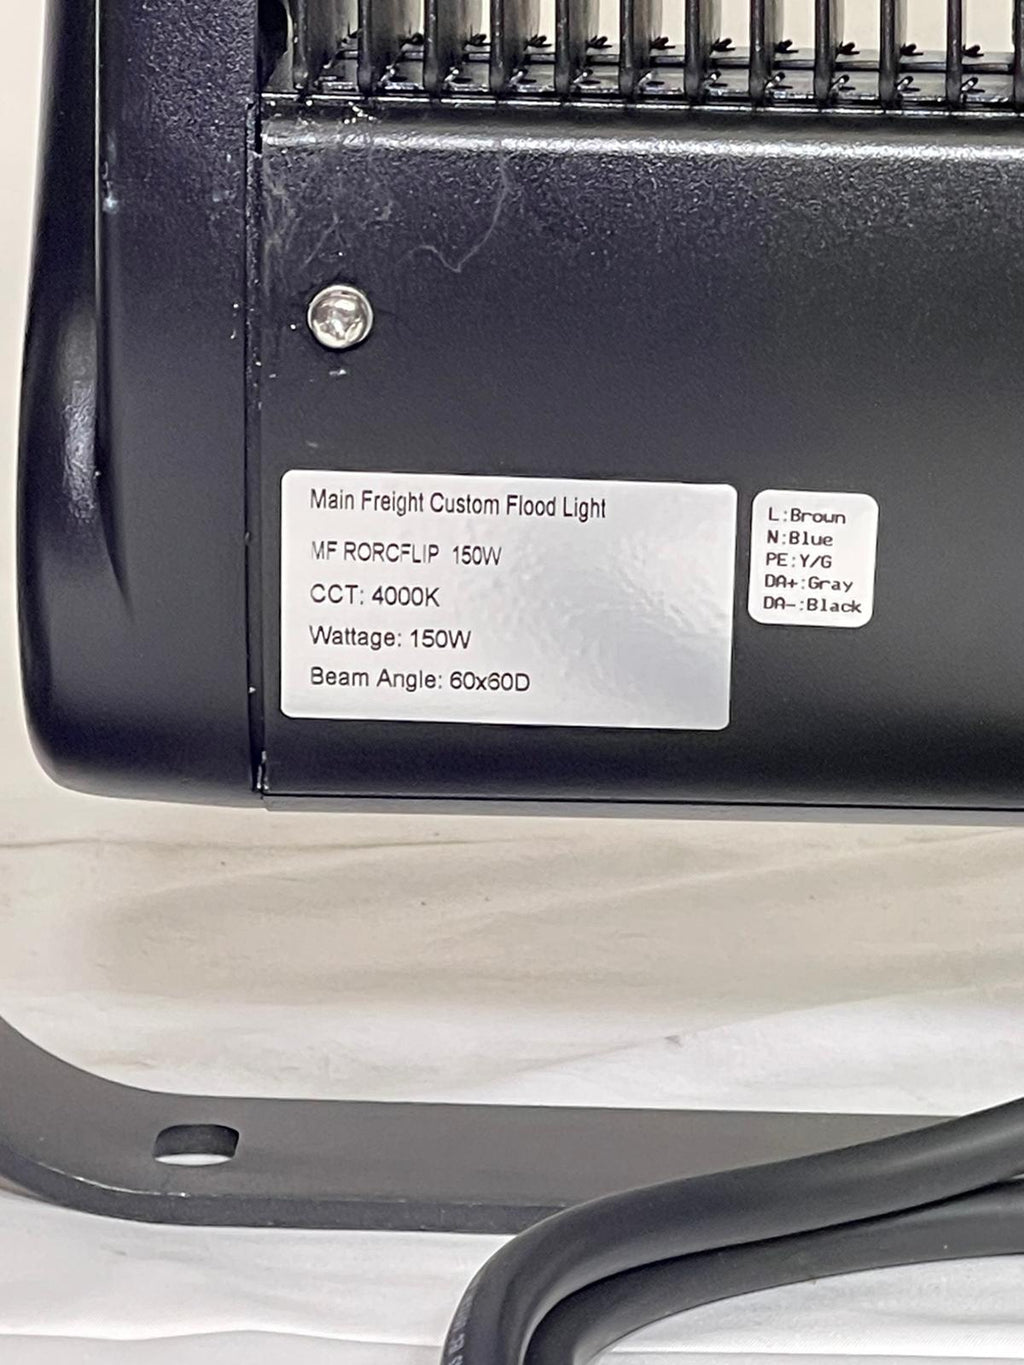 Main Freight Custom Flood Light
MF RORCFLIP 150W
CCT: 4000K
Wattage: 150W
Beam Angle: 60x60D
L:Broun
N:Blue
PE:Y/G
DA+:Gray
DA-:Black